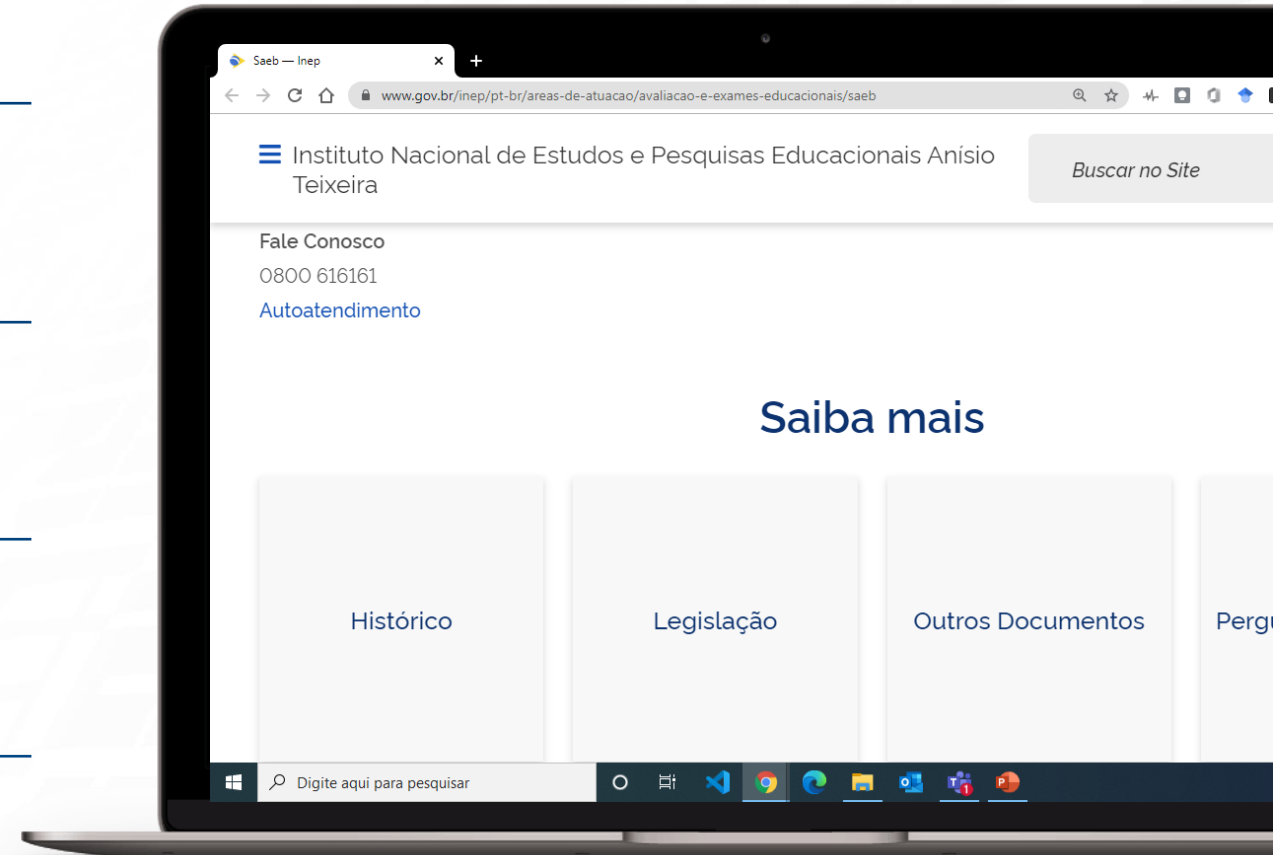 Saeb — Inep
www.gov.br/inep/pt-br/areas-de-atuacao/avaliacao-e-exames-educacionais/saeb
Instituto Nacional de Estudos e Pesquisas Educacionais Anísio
Teixeira
Buscar no Site
Fale Conosco
0800 616161
Autoatendimento
Saiba mais
Histórico
Legislação
Outros Documentos
Digite aqui para pesquisar